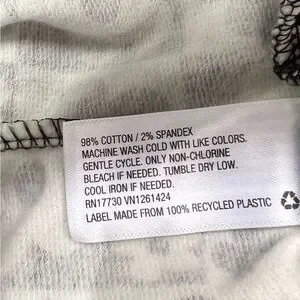 98% COTTON / 2% SPANDEX
MACHINE WASH COLD WITH LIKE COLORS.
GENTLE CYCLE. ONLY NON-CHLORINE
BLEACH IF NEEDED. TUMBLE DRY LOW.
COOL IRON IF NEEDED.
RN17730 VN1261424
LABEL MADE FROM 100% RECYCLED PLASTIC